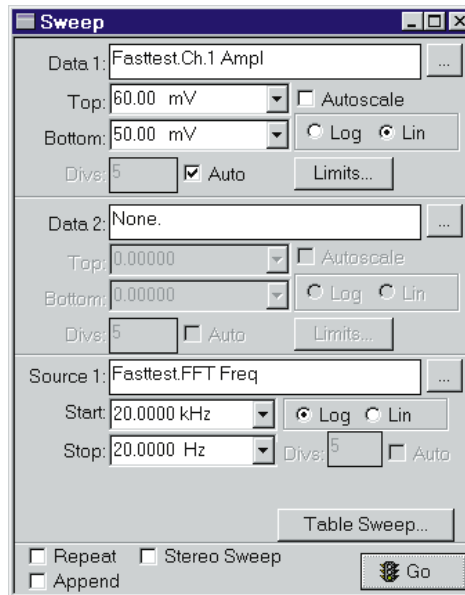 Sweep
Data 1: Fasttest.Ch.1 Ampl ...
Top: 60.00 mV Autoscale
Bottom: 50.00 mV Log Lin
Divs: 5 Auto Limits...
Data 2: None. ...
Top: 0.00000 Autoscale
Bottom: 0.00000 Log Lin
Divs: 5 Auto Limits...
Source 1: Fasttest.FFT Freq ...
Start: 20.0000 kHz Log Lin
Stop: 20.0000 Hz Divs: 5 Auto
Table Sweep...
Repeat Stereo Sweep
Append Go